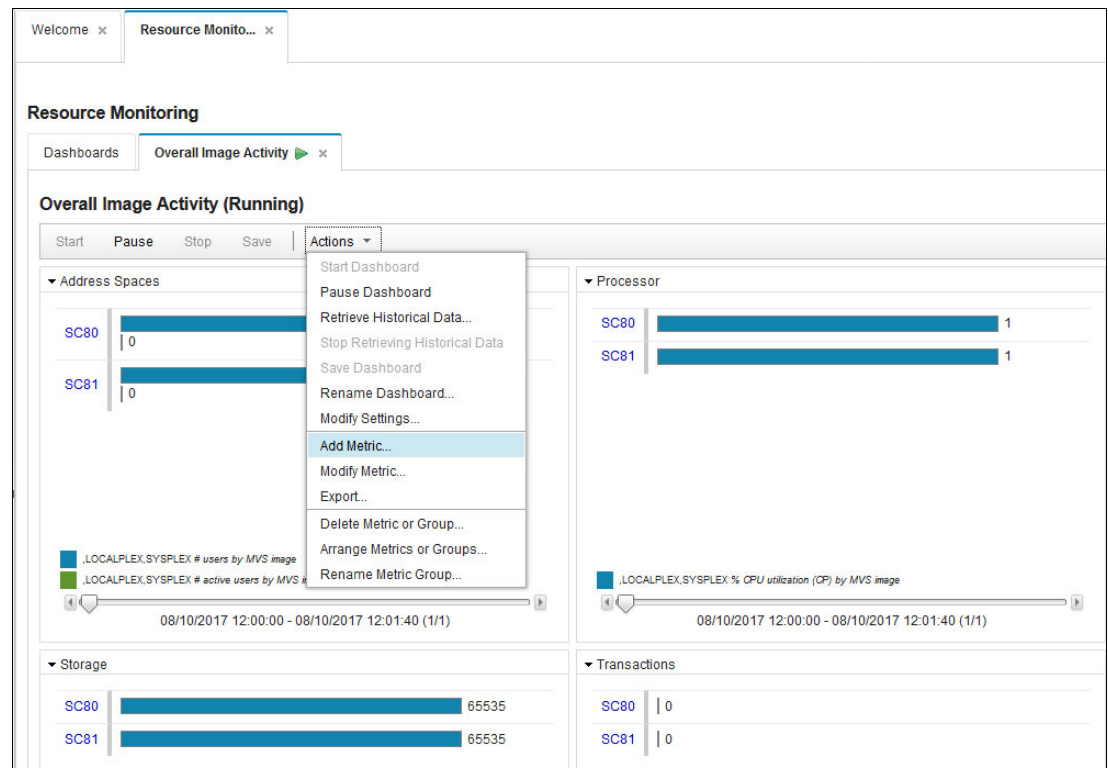 Welcome x
Resource Monito... x
Resource Monitoring
Dashboards
Overall Image Activity x
Overall Image Activity (Running)
Start Pause Stop Save Actions
Start Dashboard
Pause Dashboard
Retrieve Historical Data...
Stop Retrieving Historical Data
Save Dashboard
Rename Dashboard...
Modify Settings...
Add Metric...
Modify Metric...
Export...
Delete Metric or Group...
Arrange Metrics or Groups...
Rename Metric Group...
Address Spaces
SC80
0
SC81
0
,LOCALPLEX,SYSPLEX # users by MVS image
,LOCALPLEX,SYSPLEX # active users by MVS
08/10/2017 12:00:00 - 08/10/2017 12:01:40 (1/1)
Processor
SC80 1
SC81 1
,LOCALPLEX,SYSPLEX % CPU utilization (CP) by MVS image
08/10/2017 12:00:00 - 08/10/2017 12:01:40 (1/1)
Storage
SC80 65535
SC81 65535
Transactions
SC80 0
SC81 0